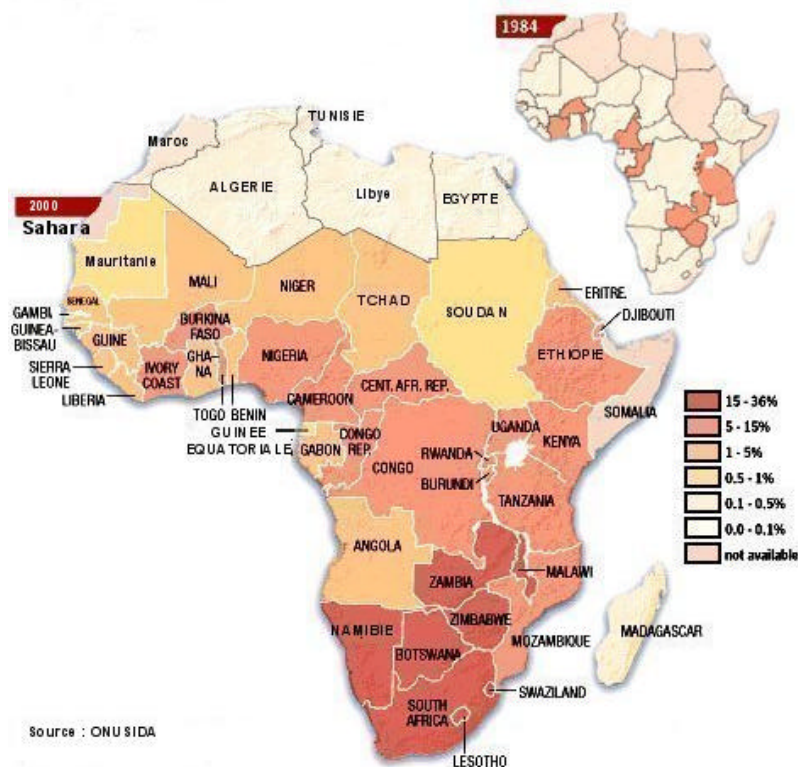 1984
TUNISIE
Maroc
ALGERIE
Libye
EGYPTE
2000
Sahara
Mauritanie
MALI
NIGER
TCHAD
SOUDAN
ERITRE.
DJIBOUTI
SENEGAL
GAMBI.
GUINEA-
BISSAU
GUINE
BURKINA
FASO
SIERRA
LEONE
IVORY
COAST
GHA-
NA
NIGERIA
ETHIOPIE
LIBERIA
CENT. AFR. REP.
CAMEROON
TOGO BENIN
SOMALIA
GUINEE
EQUATORIALE
GABON
CONGO
REP.
CONGO
UGANDA
KENYA
RWANDA
BURUNDI
TANZANIA
15 - 36%
5 - 15%
1 - 5%
0.5 - 1%
0.1 - 0.5%
0.0 - 0.1%
not available
ANGOLA
ZAMBIA
MALAWI
NAMIBIE
ZIMBABWE
MOZAMBIQUE
MADAGASCAR
BOTSWANA
SWAZILAND
SOUTH
AFRICA
LESOTHO
Source : ONUSIDA